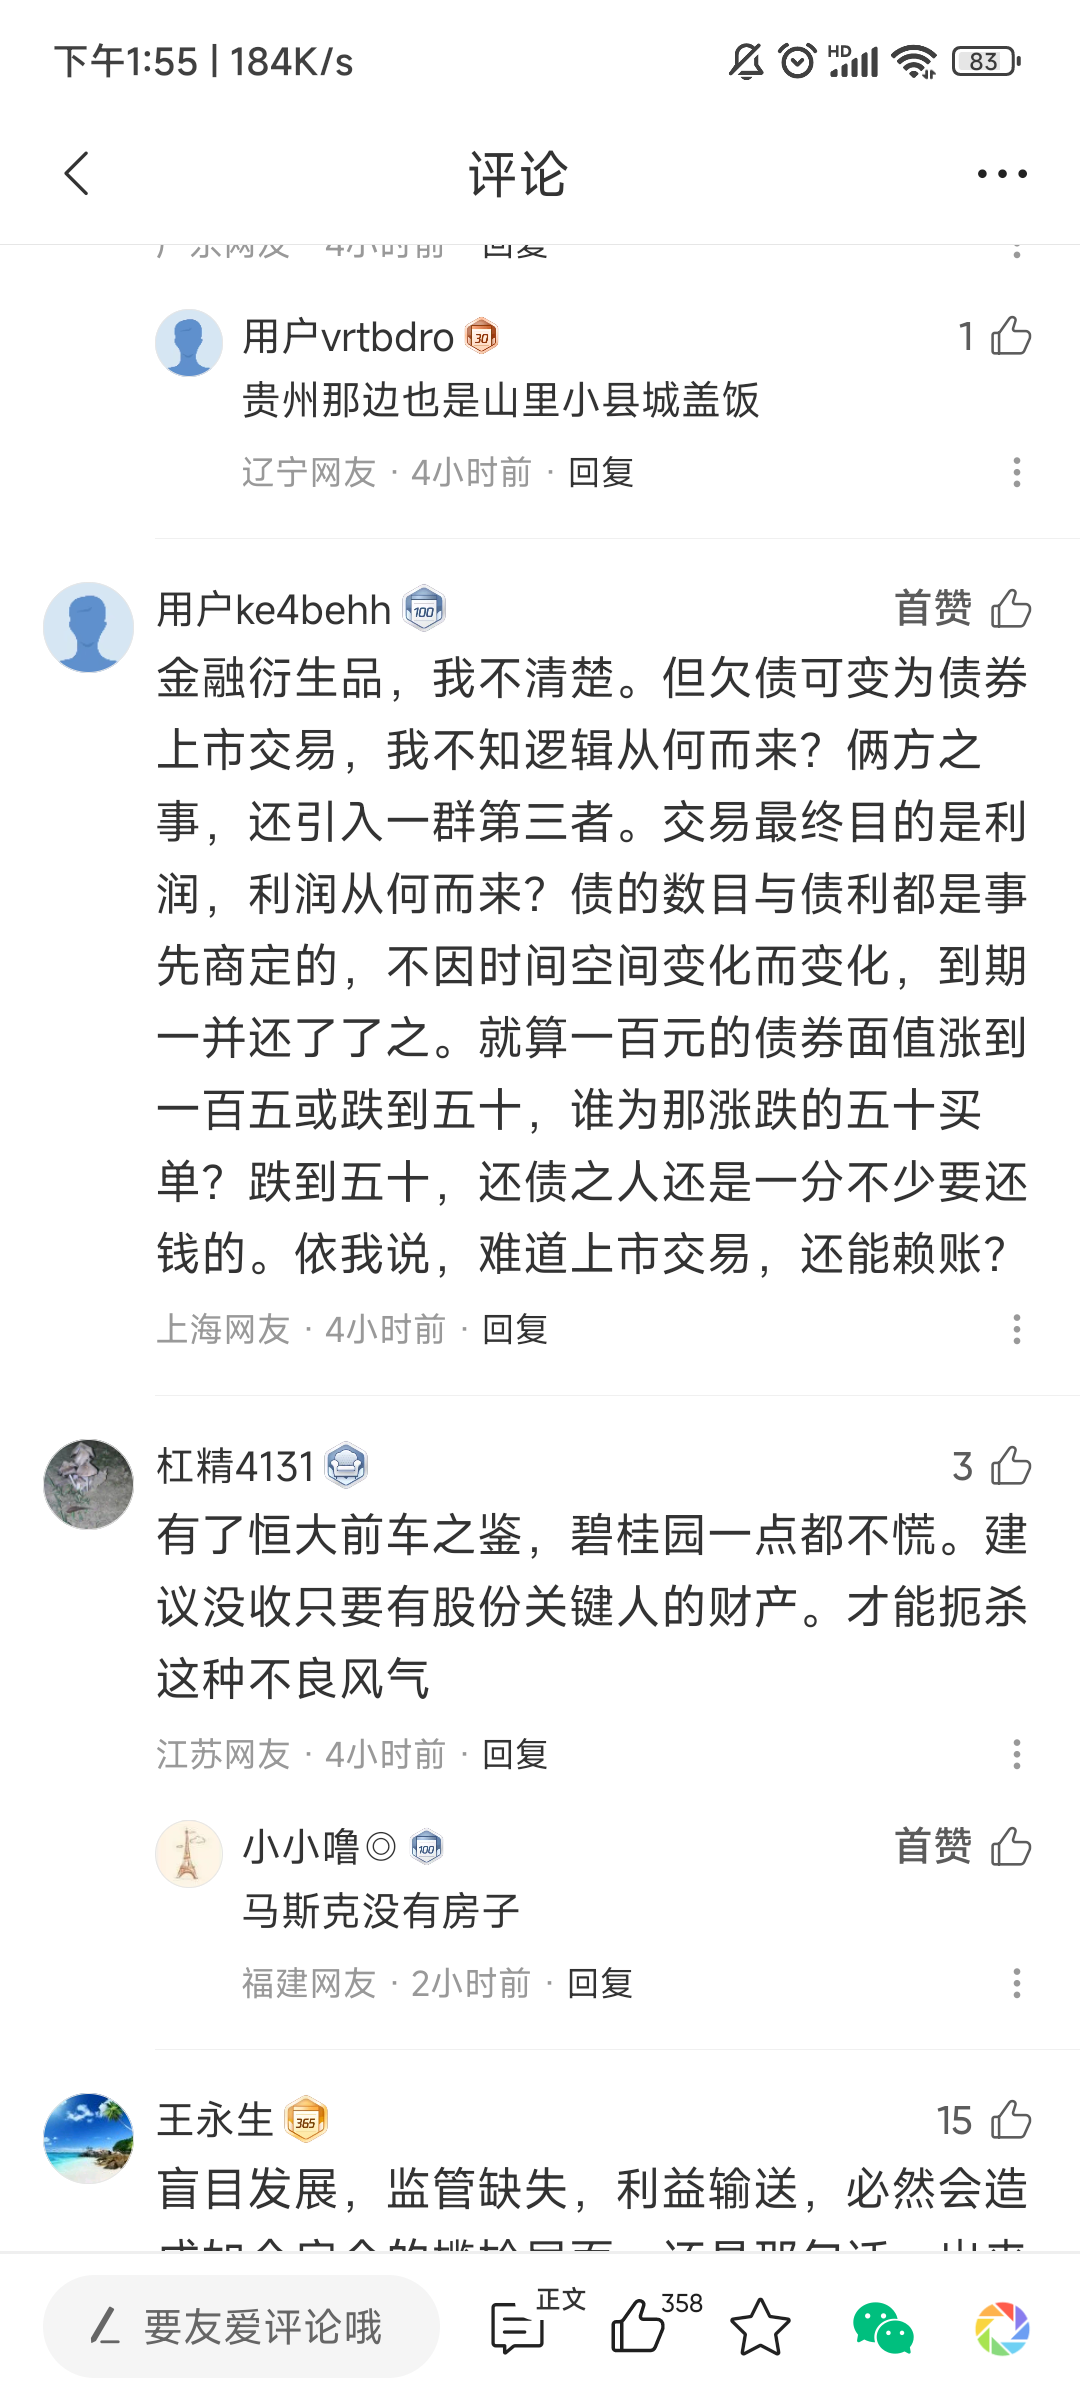 下午1:55 | 184K/s
HD
83
评论
广东网友 4小时前 回复
用户vrtbdro 30
1
贵州那边也是山里小县城盖饭
辽宁网友 · 4小时前 · 回复
用户ke4behh 100
首赞
金融衍生品，我不清楚。但欠债可变为债券
上市交易，我不知逻辑从何而来？俩方之
事，还引入一群第三者。交易最终目的是利
润，利润从何而来？债的数目与债利都是事
先商定的，不因时间空间变化而变化，到期
一并还了了之。就算一百元的债券面值涨到
一百五或跌到五十，谁为那涨跌的五十买
单？跌到五十，还债之人还是一分不少要还
钱的。依我说，难道上市交易，还能赖账？
上海网友 · 4小时前 · 回复
杠精4131
3
有了恒大前车之鉴，碧桂园一点都不慌。建
议没收只要有股份关键人的财产。才能扼杀
这种不良风气
江苏网友 · 4小时前 · 回复
小小噜◎ 100
首赞
马斯克没有房子
福建网友 · 2小时前 · 回复
王永生 365
15
盲目发展，监管缺失，利益输送，必然会造
要友爱评论哦
正文
358